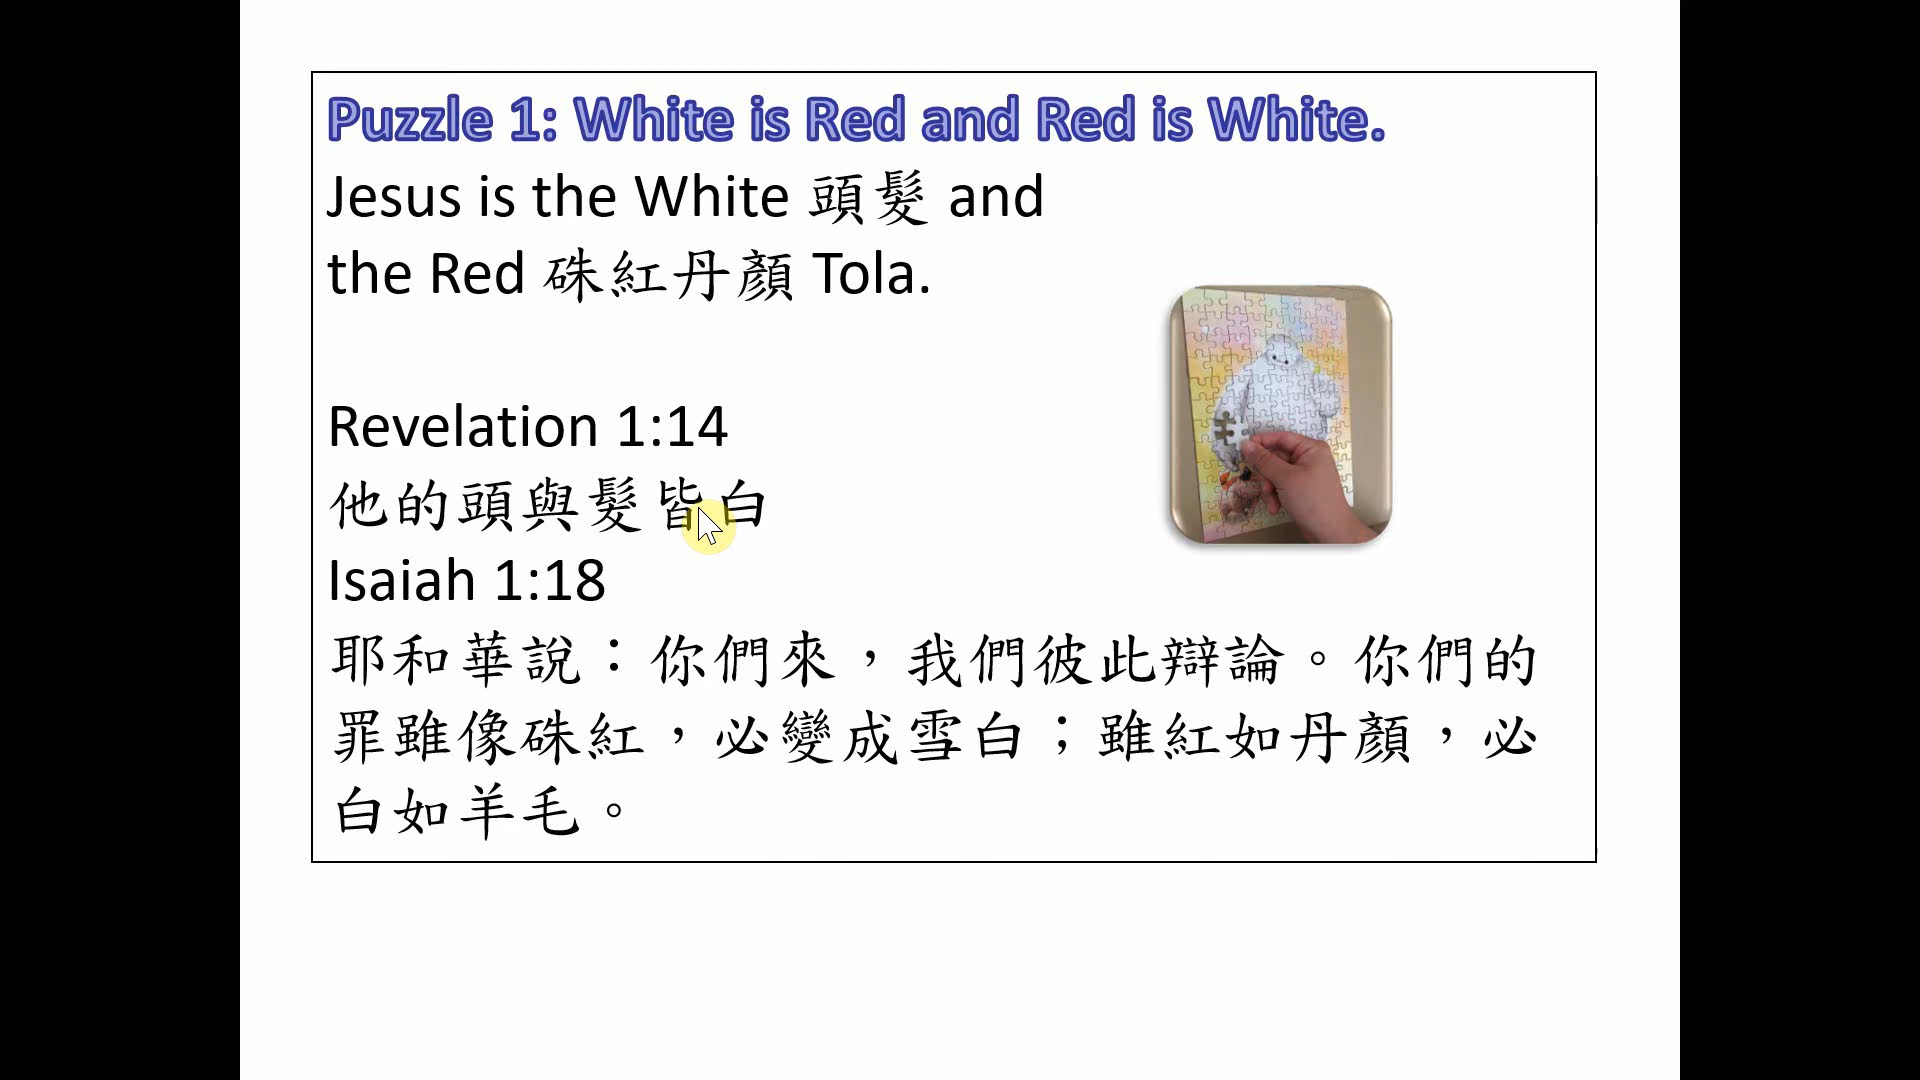 Puzzle 1: White is Red and Red is White.
Jesus is the White 頭髮 and
the Red 硃紅丹顏 Tola.
Revelation 1:14
他的頭與髮皆白
Isaiah 1:18
耶和華說：你們來，我們彼此辯論。你們的
罪雖像硃紅，必變成雪白；雖紅如丹顏，必
白如羊毛。